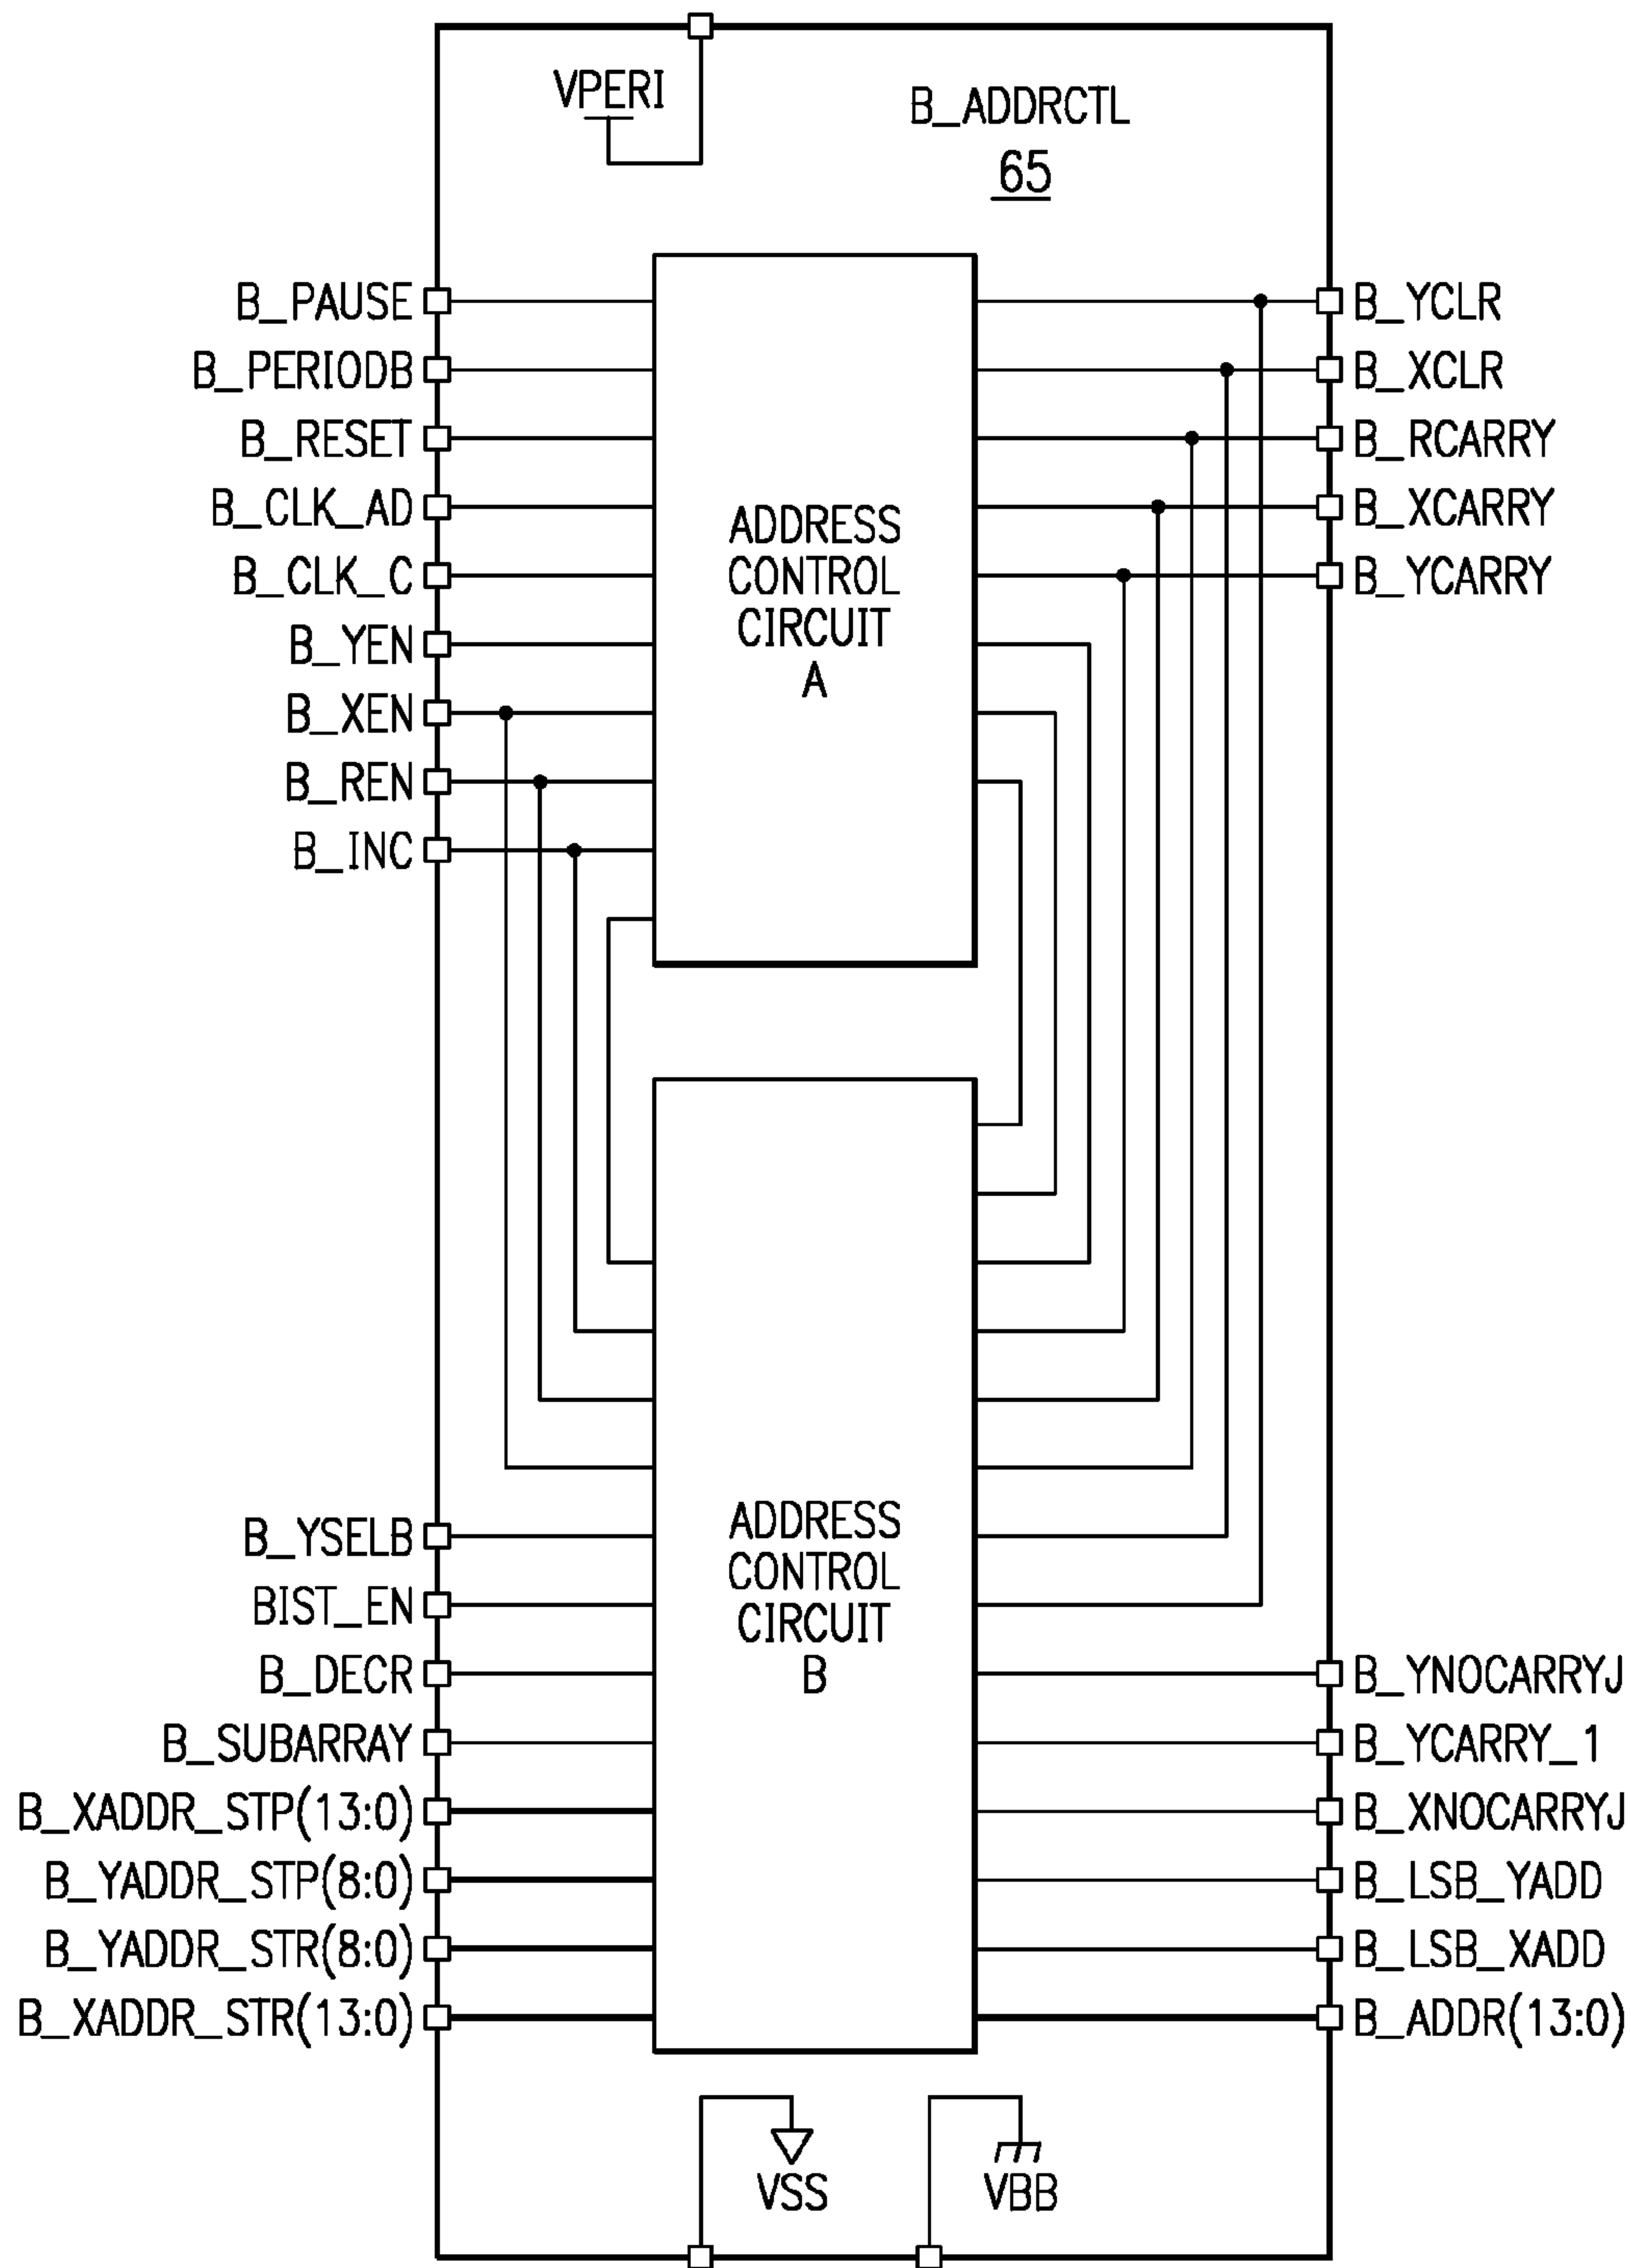 VPERI
B_ADDRCTL
65
B_PAUSE
B_PERIODB
B_RESET
B_CLK_AD
B_CLK_C
B_YEN
B_XEN
B_REN
B_INC
ADDRESS
CONTROL
CIRCUIT
A
B_YCLR
B_XCLR
B_RCARRY
B_XCARRY
B_YCARRY
B_YSELB
BIST_EN
B_DECR
B_SUBARRAY
B_XADDR_STP(13:0)
B_YADDR_STP(8:0)
B_YADDR_STR(8:0)
B_XADDR_STR(13:0)
ADDRESS
CONTROL
CIRCUIT
B
B_YNOCARRYJ
B_YCARRY_1
B_XNOCARRYJ
B_LSB_YADD
B_LSB_XADD
B_ADDR(13:0)
VSS
VBB